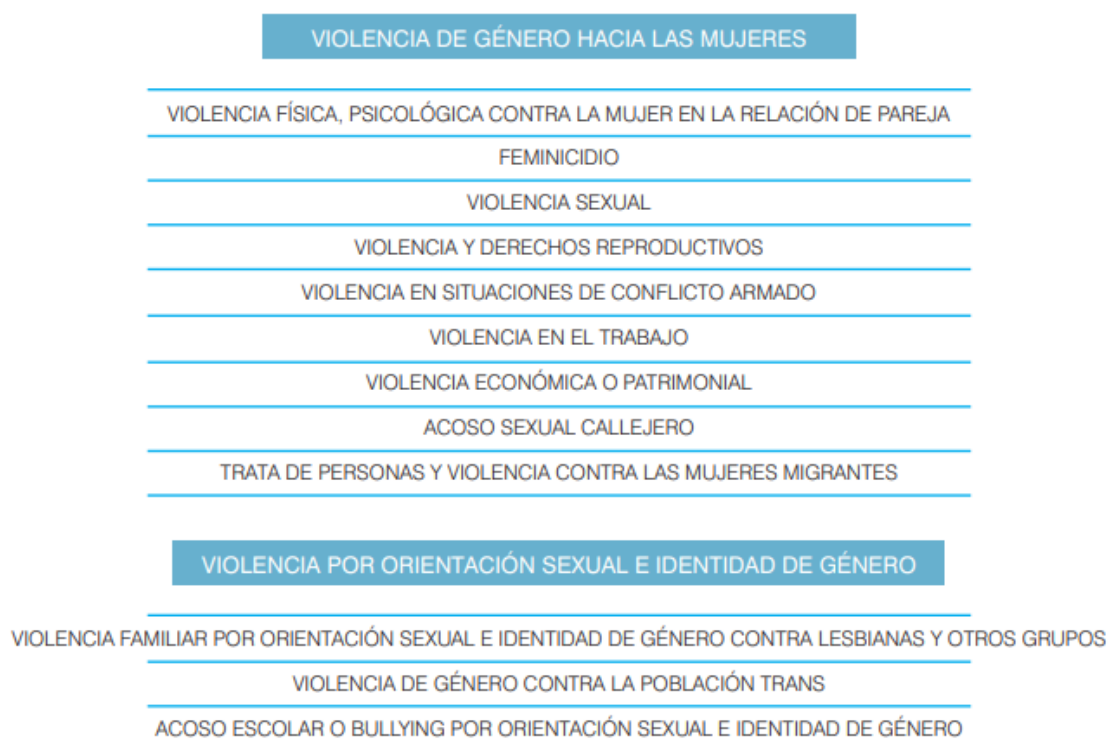 VIOLENCIA DE GÉNERO HACIA LAS MUJERES
VIOLENCIA FÍSICA, PSICOLÓGICA CONTRA LA MUJER EN LA RELACIÓN DE PAREJA
FEMINICIDIO
VIOLENCIA SEXUAL
VIOLENCIA Y DERECHOS REPRODUCTIVOS
VIOLENCIA EN SITUACIONES DE CONFLICTO ARMADO
VIOLENCIA EN EL TRABAJO
VIOLENCIA ECONÓMICA O PATRIMONIAL
ACOSO SEXUAL CALLEJERO
TRATA DE PERSONAS Y VIOLENCIA CONTRA LAS MUJERES MIGRANTES
VIOLENCIA POR ORIENTACIÓN SEXUAL E IDENTIDAD DE GÉNERO
VIOLENCIA FAMILIAR POR ORIENTACIÓN SEXUAL E IDENTIDAD DE GÉNERO CONTRA LESBIANAS Y OTROS GRUPOS
VIOLENCIA DE GÉNERO CONTRA LA POBLACIÓN TRANS
ACOSO ESCOLAR O BULLYING POR ORIENTACIÓN SEXUAL E IDENTIDAD DE GÉNERO